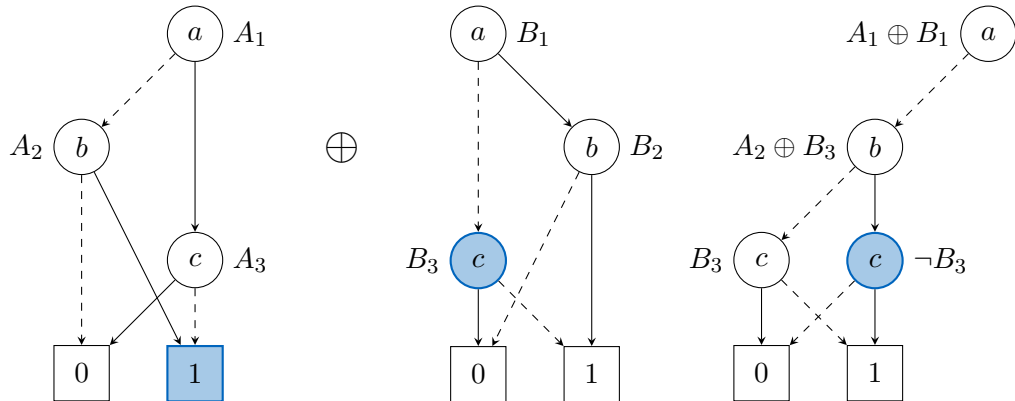 a A₁
a B₁
A₁ ⊕ B₁ a
A₂ b
⊕
b B₂
A₂ ⊕ B₃ b
c A₃
B₃ c
B₃ c
c ¬B₃
0 1
0 1
0 1